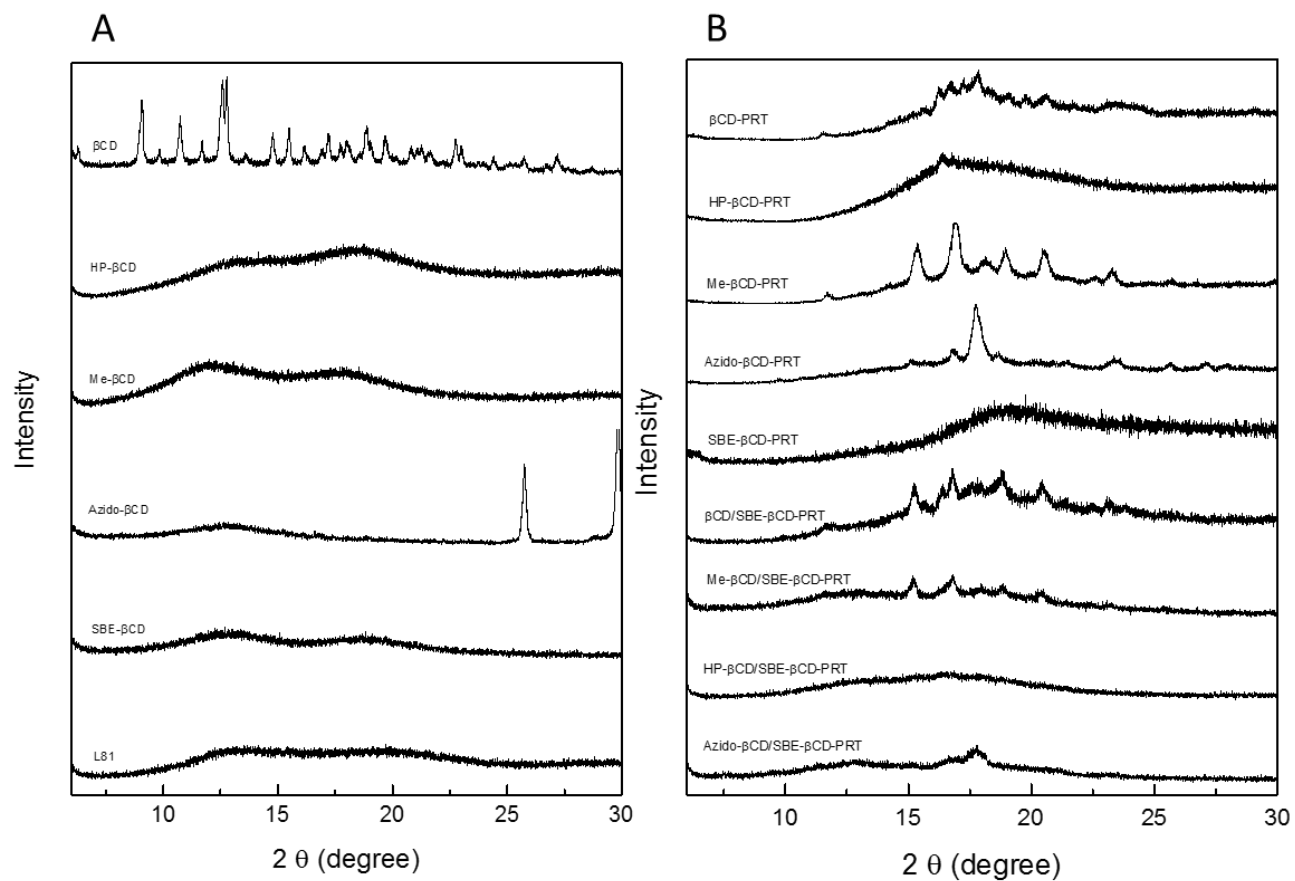 A
βCD
HP-βCD
Me-βCD
Azido-βCD
SBE-βCD
L81
Intensity
10 15 20 25 30
2 θ (degree)
B
βCD-PRT
HP-βCD-PRT
Me-βCD-PRT
Azido-βCD-PRT
SBE-βCD-PRT
βCD/SBE-βCD-PRT
Me-βCD/SBE-βCD-PRT
HP-βCD/SBE-βCD-PRT
Azido-βCD/SBE-βCD-PRT
Intensity
10 15 20 25 30
2 θ (degree)